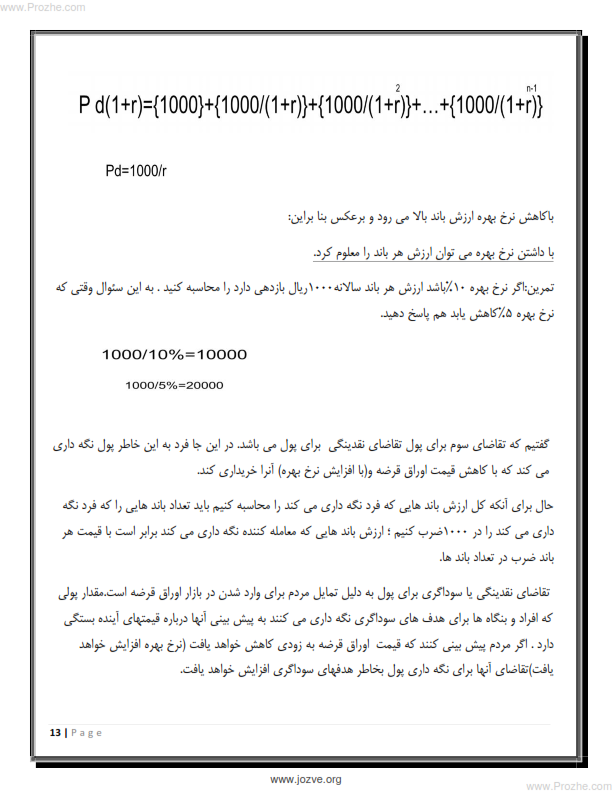 www.Prozhe.com
P d(1+r)={1000}+{1000/(1+r)}+{1000/(1+r)}²+…+{1000/(1+r)}ⁿ⁻¹
Pd=1000/r
باکاهش نرخ بهره ارزش باند بالا می رود و برعکس بنا براین:
با داشتن نرخ بهره می توان ارزش هر باند را معلوم کرد.
تمرین:اگر نرخ بهره ۱۰٪باشد ارزش هر باند سالانه۱۰۰۰ریال بازدهی دارد را محاسبه کنید . به این سئوال وقتی که
نرخ بهره ۵٪کاهش یابد هم پاسخ دهید.
1000/10%=10000
1000/5%=20000
گفتیم که تقاضای سوم برای پول تقاضای نقدینگی برای پول می باشد. در این جا فرد به این خاطر پول نگه داری
می کند که با کاهش قیمت اوراق قرضه و(با افزایش نرخ بهره) آنرا خریداری کند.
حال برای آنکه کل ارزش باند هایی که فرد نگه داری می کند را محاسبه کنیم باید تعداد باند هایی را که فرد نگه
داری می کند را در ۱۰۰۰ضرب کنیم ؛ ارزش باند هایی که معامله کننده نگه داری می کند برابر است با قیمت هر
باند ضرب در تعداد باند ها.
تقاضای نقدینگی یا سوداگری برای پول به دلیل تمایل مردم برای وارد شدن در بازار اوراق قرضه است.مقدار پولی
که افراد و بنگاه ها برای هدف های سوداگری نگه داری می کنند به پیش بینی آنها درباره قیمتهای آینده بستگی
دارد . اگر مردم پیش بینی کنند که قیمت اوراق قرضه به زودی کاهش خواهد یافت (نرخ بهره افزایش خواهد
یافت)تقاضای آنها برای نگه داری پول بخاطر هدفهای سوداگری افزایش خواهد یافت.
13 | Page
www.jozve.org
www.Prozhe.com